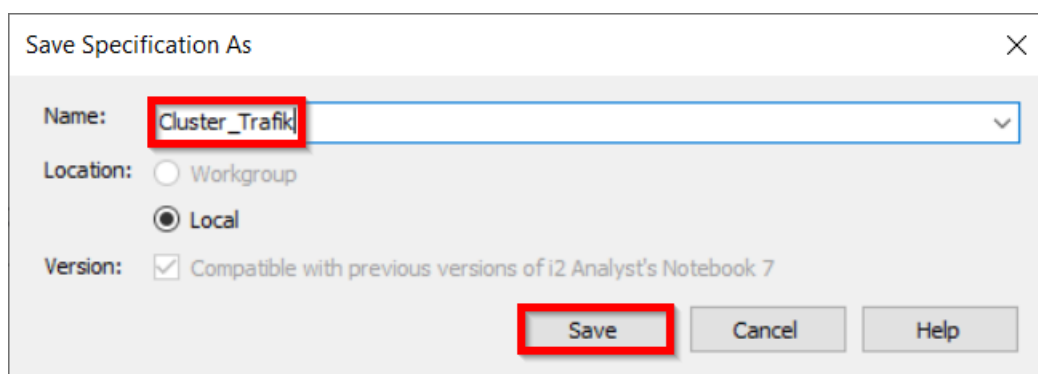 Save Specification As
Name: Cluster_Trafik
Location: Workgroup
Local
Version: Compatible with previous versions of i2 Analyst's Notebook 7
Save Cancel Help